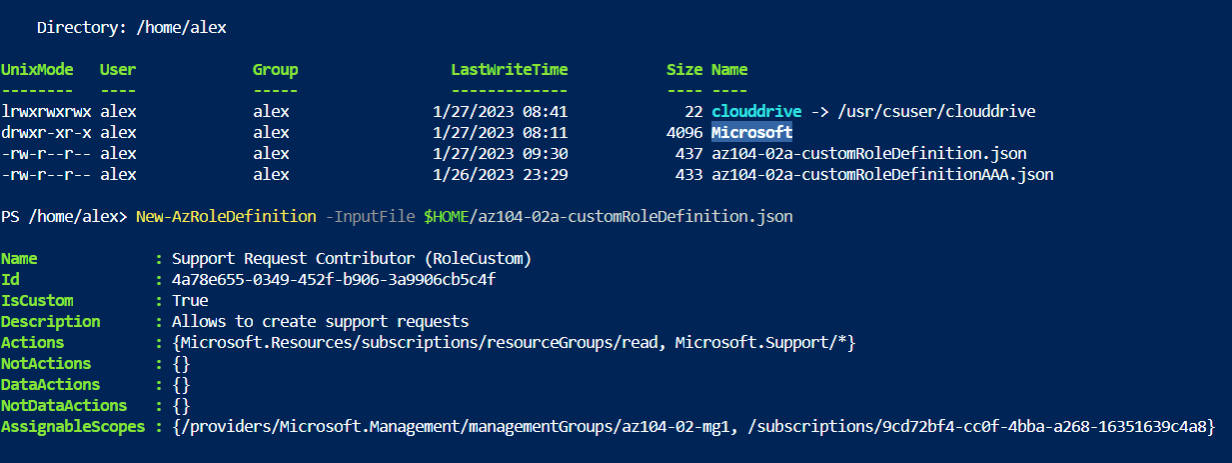 Directory: /home/alex
UnixMode User Group LastWriteTime Size Name
-------- ---- ----- ------------- ---- ----
lrwxrwxrwx alex alex 1/27/2023 08:41 22 clouddrive -> /usr/csuser/clouddrive
drwxr-xr-x alex alex 1/27/2023 08:11 4096 Microsoft
-rw-r--r-- alex alex 1/27/2023 09:30 437 az104-02a-customRoleDefinition.json
-rw-r--r-- alex alex 1/26/2023 23:29 433 az104-02a-customRoleDefinitionAAA.json
PS /home/alex> New-AzRoleDefinition -InputFile $HOME/az104-02a-customRoleDefinition.json
Name : Support Request Contributor (RoleCustom)
Id : 4a78e655-0349-452f-b906-3a9906cb5c4f
IsCustom : True
Description : Allows to create support requests
Actions : {Microsoft.Resources/subscriptions/resourceGroups/read, Microsoft.Support/*}
NotActions : {}
DataActions : {}
NotDataActions : {}
AssignableScopes : {/providers/Microsoft.Management/managementGroups/az104-02-mg1, /subscriptions/9cd72bf4-cc0f-4bba-a268-16351639c4a8}